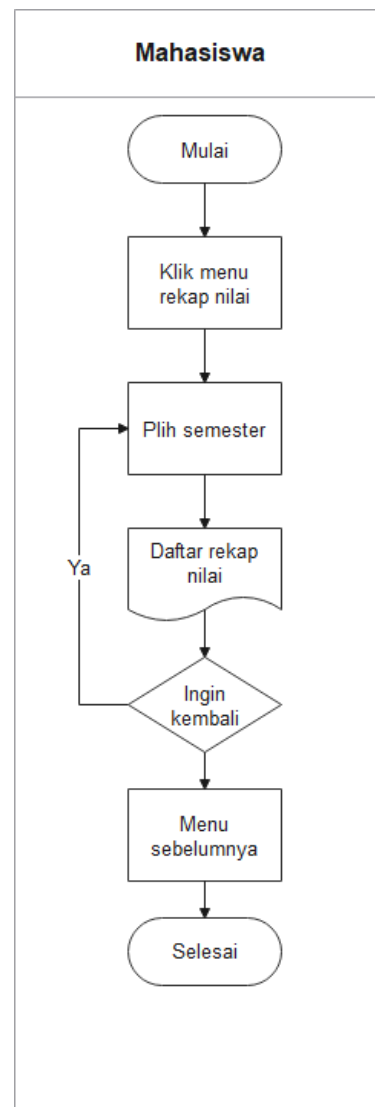 Mahasiswa
Mulai
Klik menu
rekap nilai
Plih semester
Daftar rekap
nilai
Ya
Ingin
kembali
Menu
sebelumnya
Selesai